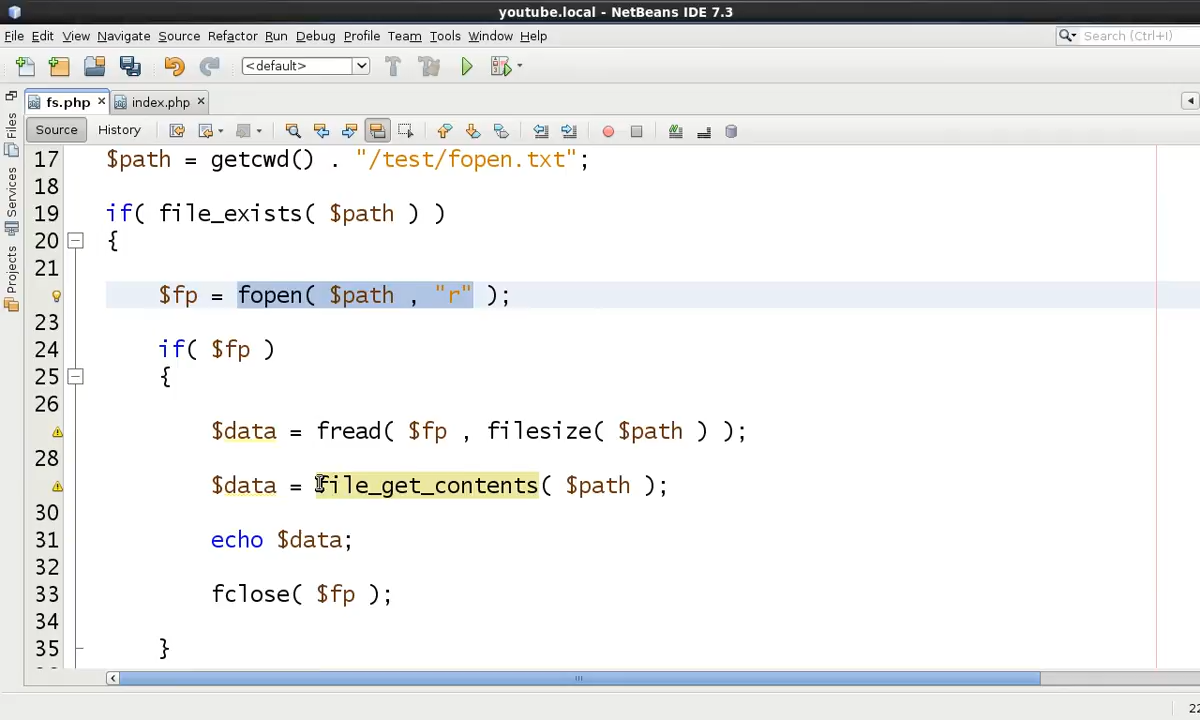 youtube.local - NetBeans IDE 7.3
File Edit View Navigate Source Refactor Run Debug Profile Team Tools Window Help
Search (Ctrl+I)
<default>
fs.php index.php
Source History
Files
Services
Projects
17 $path = getcwd() . "/test/fopen.txt";
18
19 if( file_exists( $path ) )
20 {
21
$fp = fopen( $path , "r" );
23
24 if( $fp )
25 {
26
$data = fread( $fp , filesize( $path ) );
28
$data = file_get_contents( $path );
30
31 echo $data;
32
33 fclose( $fp );
34
35 }